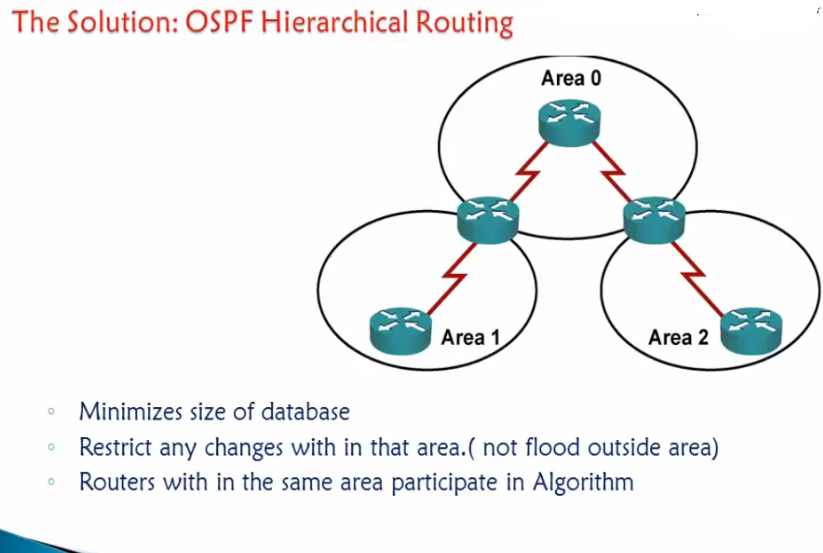 The Solution: OSPF Hierarchical Routing
Area 0
Area 1
Area 2
Minimizes size of database
Restrict any changes with in that area.( not flood outside area)
Routers with in the same area participate in Algorithm